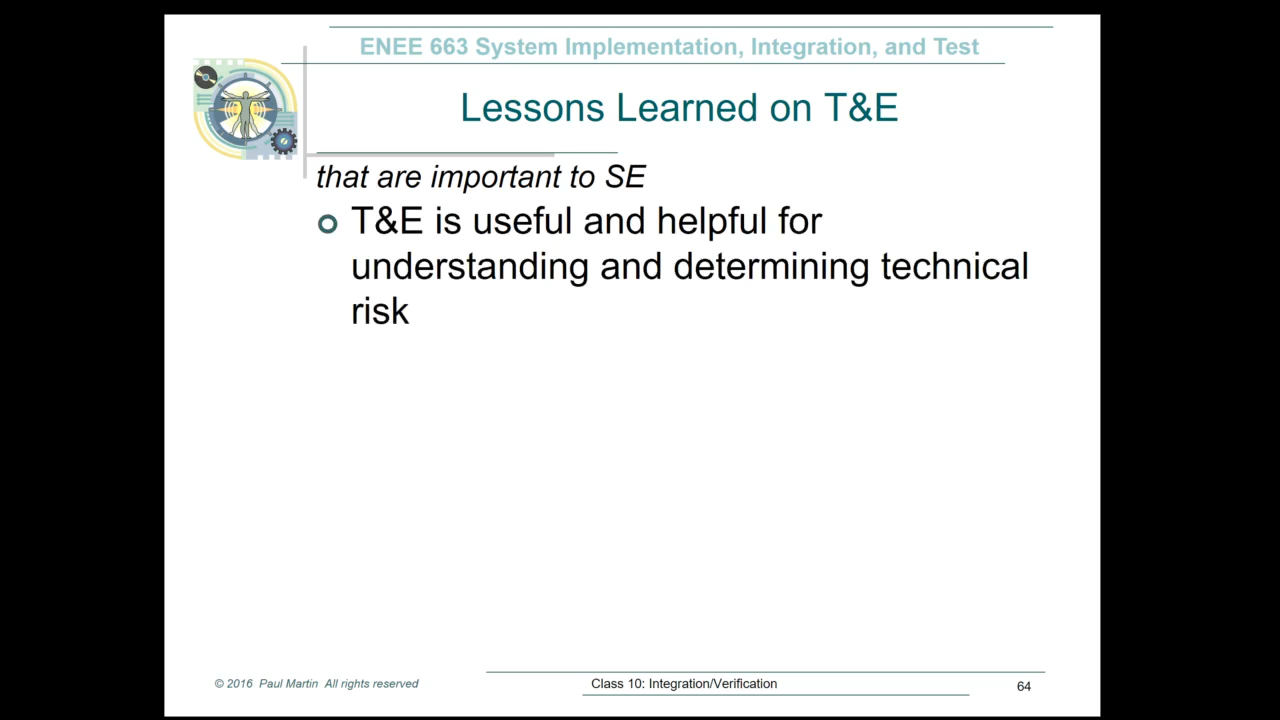 ENEE 663 System Implementation, Integration, and Test
Lessons Learned on T&E
that are important to SE
T&E is useful and helpful for
understanding and determining technical
risk
© 2016 Paul Martin All rights reserved
Class 10: Integration/Verification
64